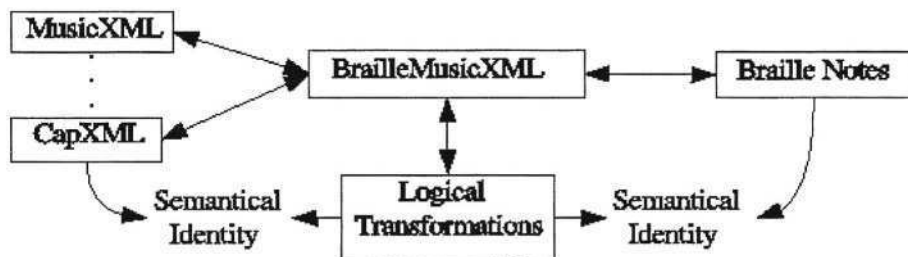 MusicXML
BrailleMusicXML
Braille Notes
CapXML
Logical
Transformations
Semantical
Identity
Semantical
Identity